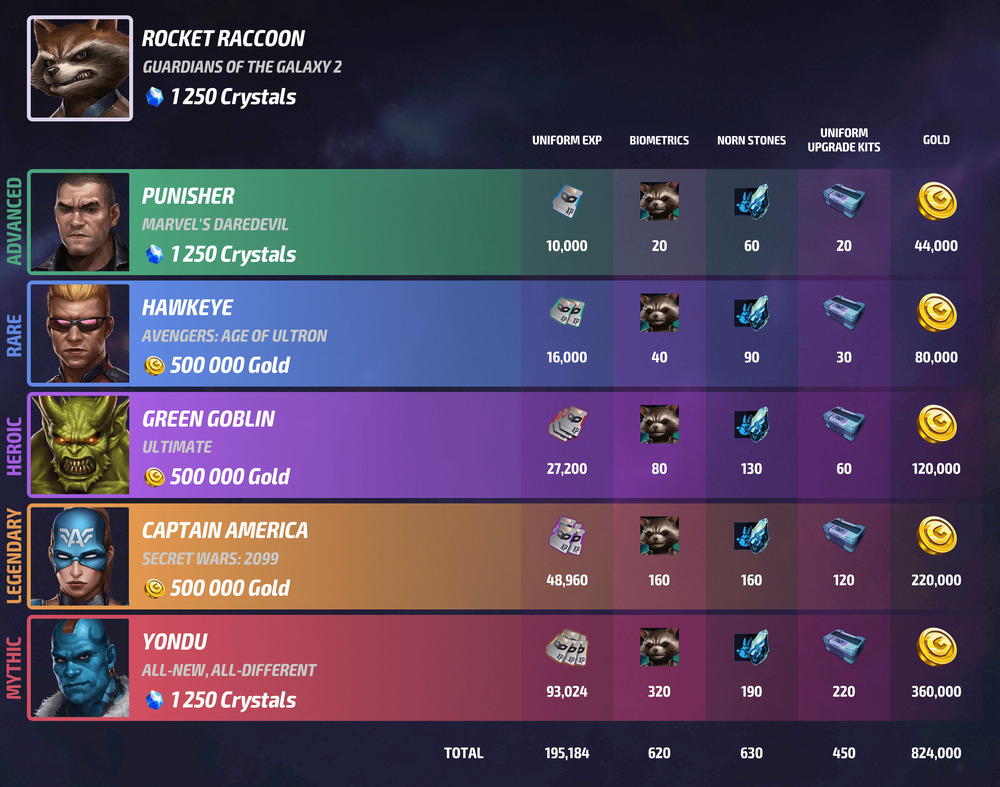 ROCKET RACCOON
GUARDIANS OF THE GALAXY 2
1 250 Crystals
UNIFORM EXP
BIOMETRICS
NORN STONES
UNIFORM
UPGRADE KITS
GOLD
ADVANCED
PUNISHER
MARVEL'S DAREDEVIL
1 250 Crystals
10,000
20
60
20
44,000
RARE
HAWKEYE
AVENGERS: AGE OF ULTRON
500 000 Gold
16,000
40
90
30
80,000
HEROIC
GREEN GOBLIN
ULTIMATE
500 000 Gold
27,200
80
130
60
120,000
LEGENDARY
CAPTAIN AMERICA
SECRET WARS: 2099
500 000 Gold
48,960
160
160
120
220,000
MYTHIC
YONDU
ALL-NEW, ALL-DIFFERENT
1 250 Crystals
93,024
320
190
220
360,000
TOTAL
195,184
620
630
450
824,000